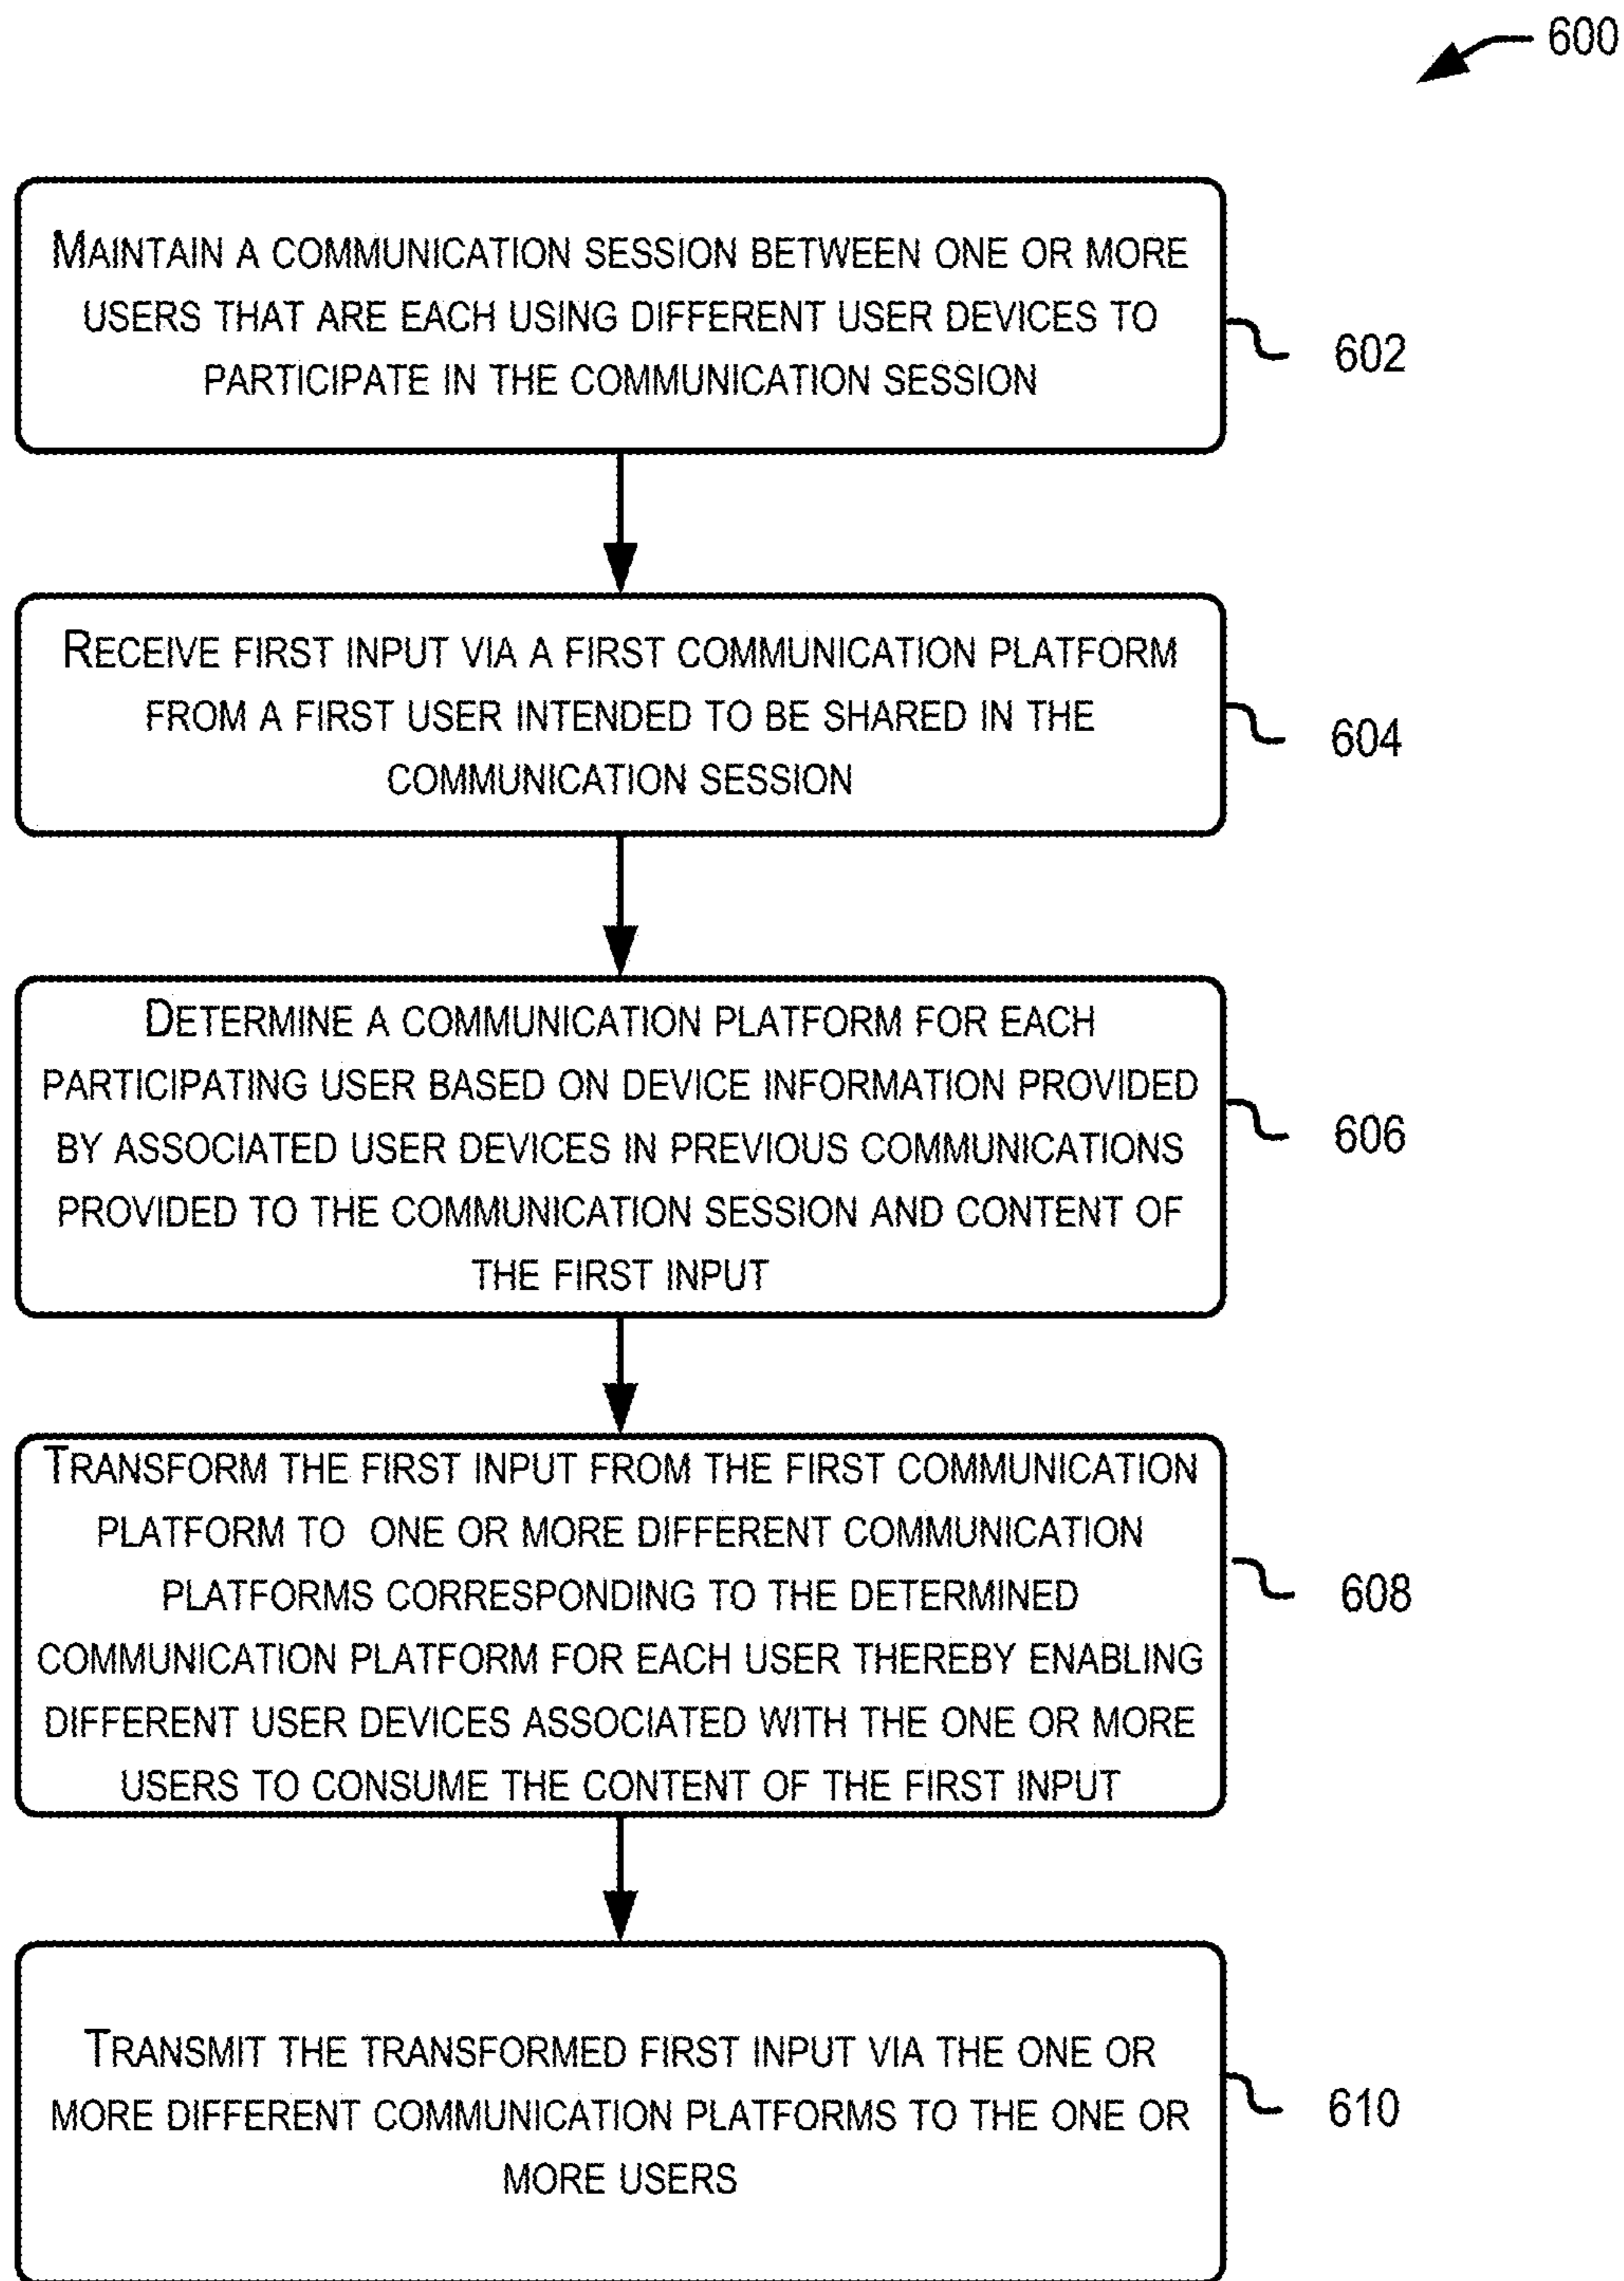 600
MAINTAIN A COMMUNICATION SESSION BETWEEN ONE OR MORE
USERS THAT ARE EACH USING DIFFERENT USER DEVICES TO
PARTICIPATE IN THE COMMUNICATION SESSION
602
RECEIVE FIRST INPUT VIA A FIRST COMMUNICATION PLATFORM
FROM A FIRST USER INTENDED TO BE SHARED IN THE
COMMUNICATION SESSION
604
DETERMINE A COMMUNICATION PLATFORM FOR EACH
PARTICIPATING USER BASED ON DEVICE INFORMATION PROVIDED
BY ASSOCIATED USER DEVICES IN PREVIOUS COMMUNICATIONS
PROVIDED TO THE COMMUNICATION SESSION AND CONTENT OF
THE FIRST INPUT
606
TRANSFORM THE FIRST INPUT FROM THE FIRST COMMUNICATION
PLATFORM TO ONE OR MORE DIFFERENT COMMUNICATION
PLATFORMS CORRESPONDING TO THE DETERMINED
COMMUNICATION PLATFORM FOR EACH USER THEREBY ENABLING
DIFFERENT USER DEVICES ASSOCIATED WITH THE ONE OR MORE
USERS TO CONSUME THE CONTENT OF THE FIRST INPUT
608
TRANSMIT THE TRANSFORMED FIRST INPUT VIA THE ONE OR
MORE DIFFERENT COMMUNICATION PLATFORMS TO THE ONE OR
MORE USERS
610